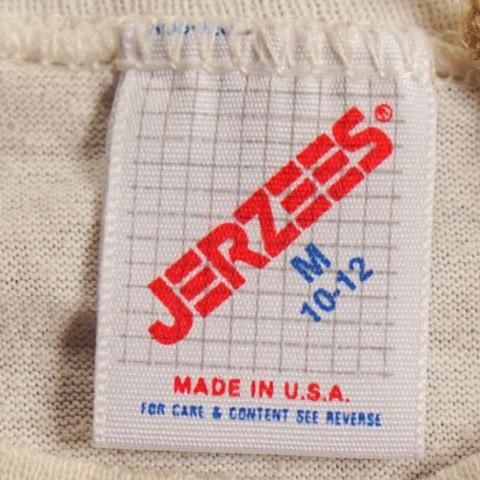 JERZEES®
M
10-12
MADE IN U.S.A.
FOR CARE & CONTENT SEE REVERSE